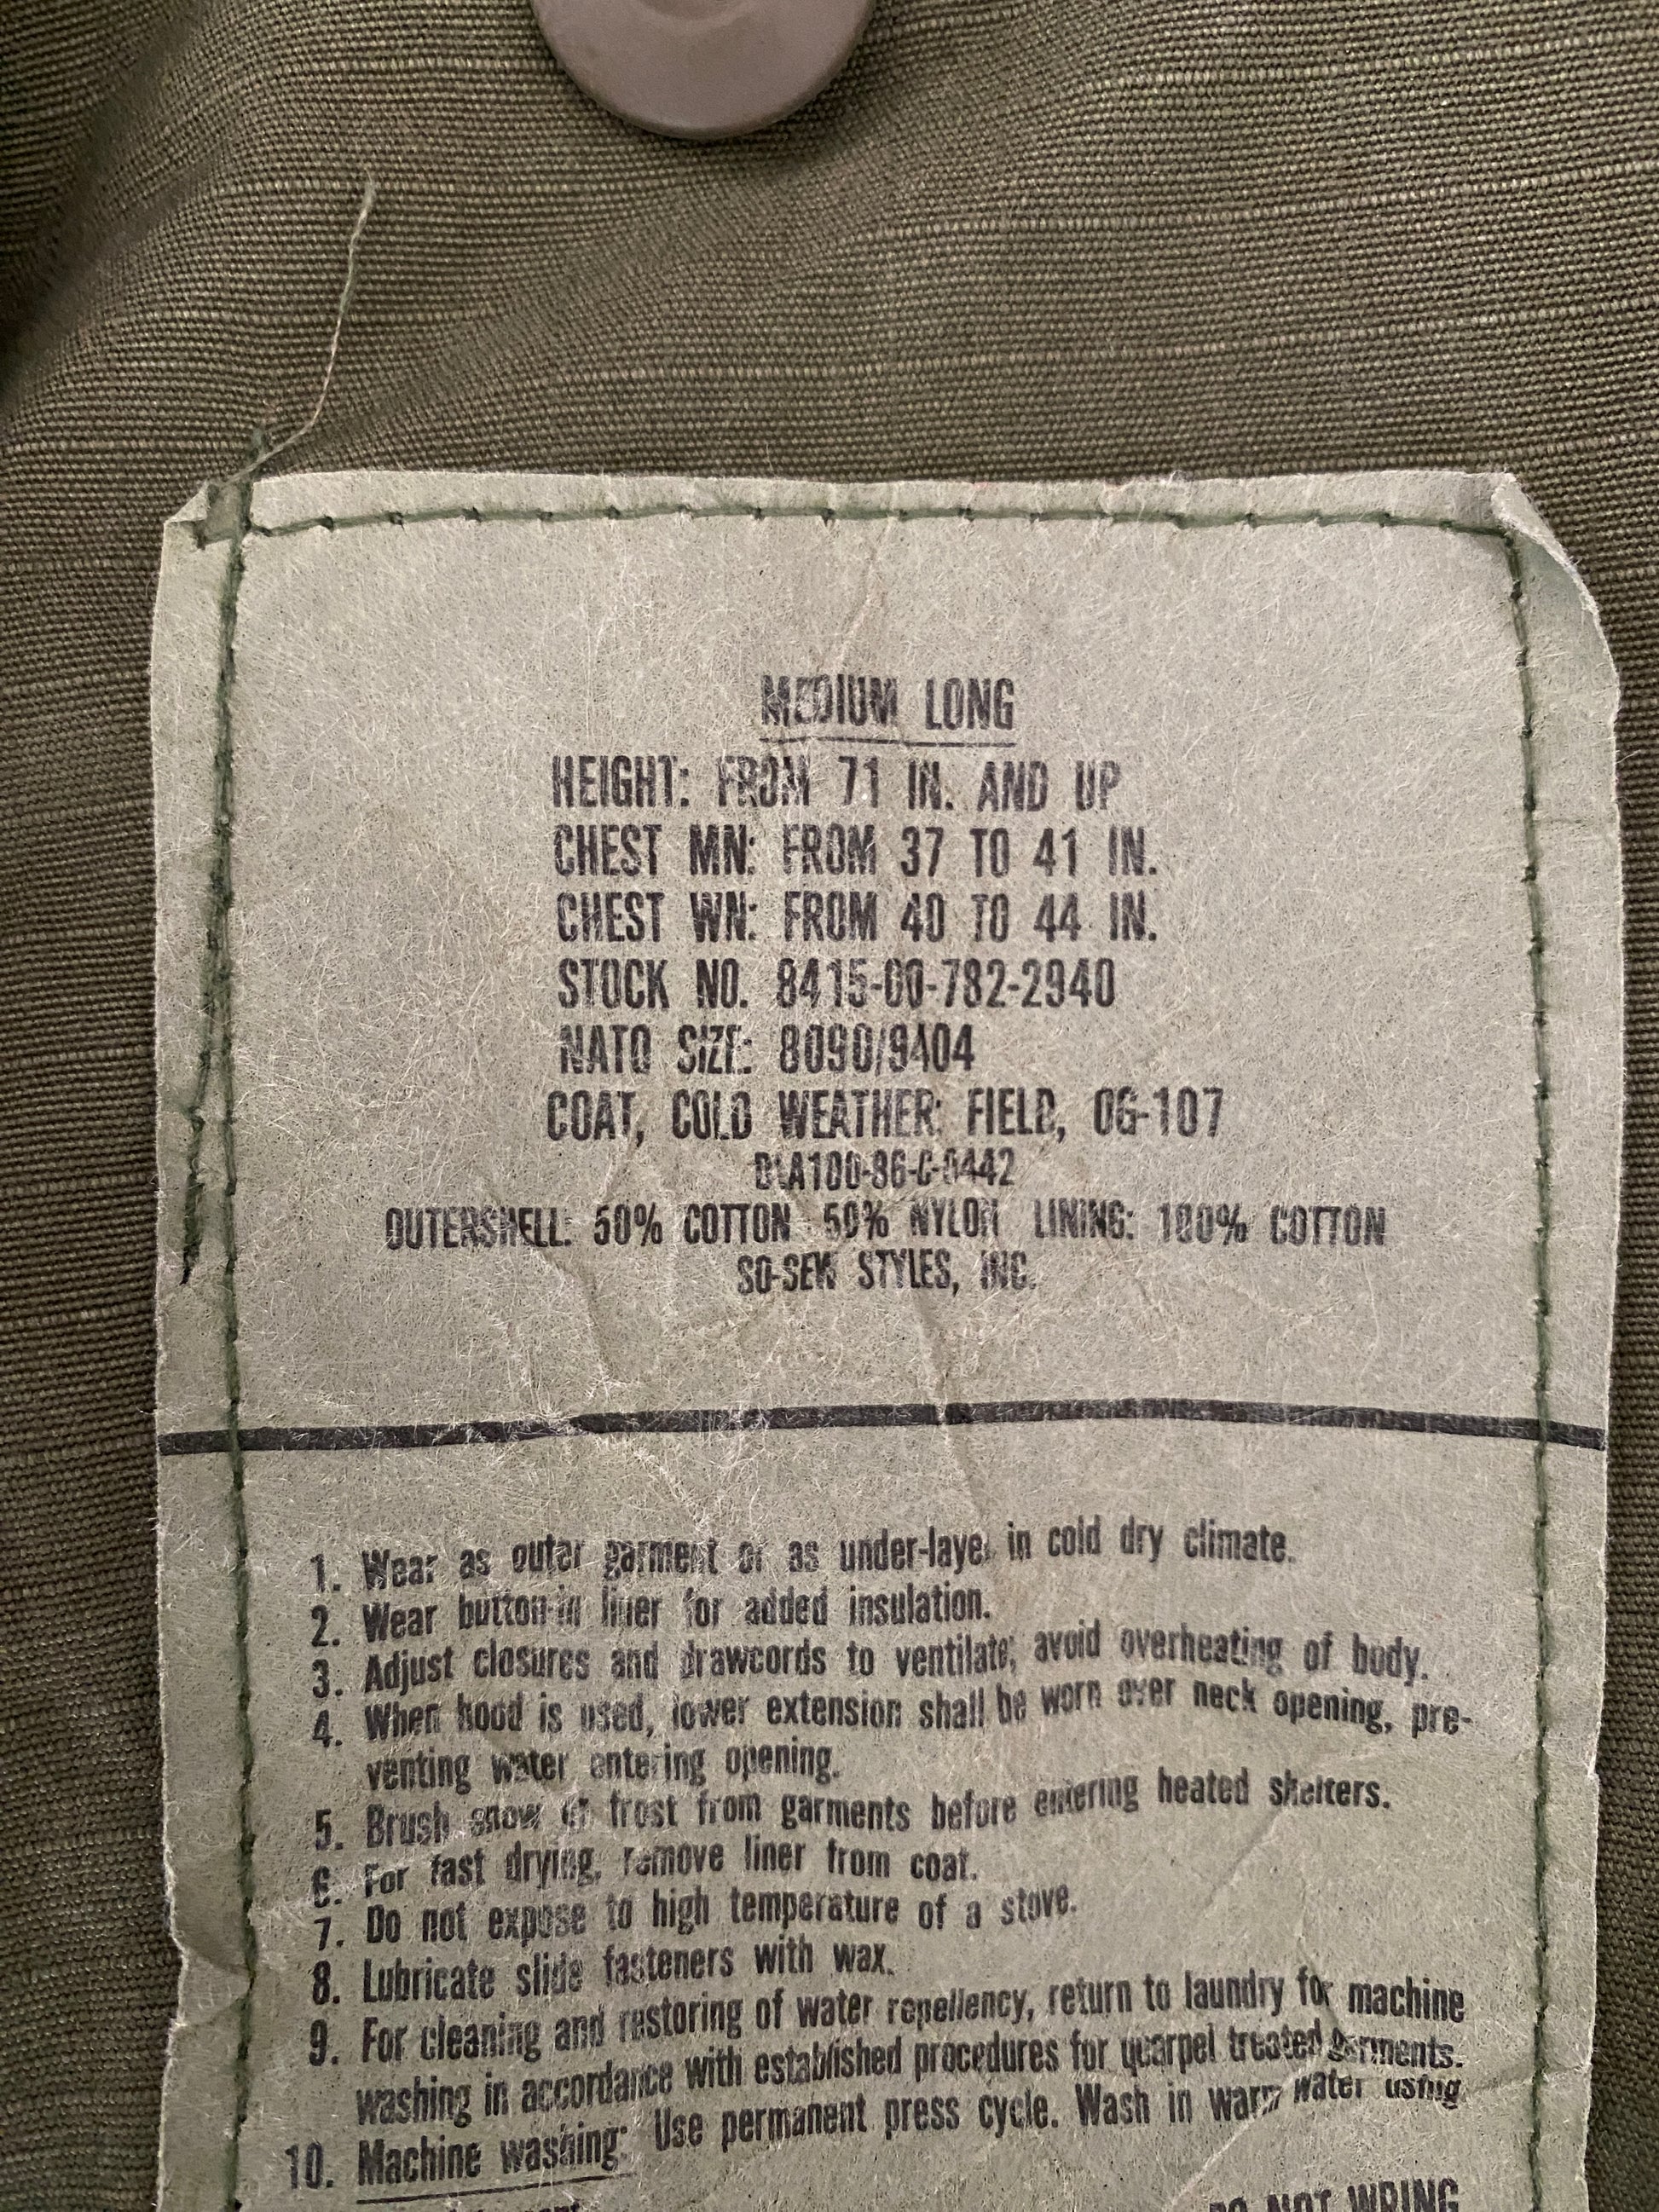 MEDIUM LONG
HEIGHT: FROM 71 IN. AND UP
CHEST MN: FROM 37 TO 41 IN.
CHEST WN: FROM 40 TO 44 IN.
STOCK NO. 8415-00-782-2940
NATO SIZE: 8090/9404
COAT, COLD WEATHER: FIELD, OG-107
DLA100-86-C-0442
OUTERSHELL: 50% COTTON 50% NYLON LINING: 100% COTTON
SO-SEW STYLES, INC.
1. Wear as outer garment or as under-layer in cold dry climate.
2. Wear button-in liner for added insulation.
3. Adjust closures and drawcords to ventilate; avoid overheating of body.
4. When hood is used, lower extension shall be worn over neck opening, pre-
venting water entering opening.
5. Brush snow or frost from garments before entering heated shelters.
6. For fast drying, remove liner from coat.
7. Do not expose to high temperature of a stove.
8. Lubricate slide fasteners with wax.
9. For cleaning and restoring of water repellency, return to laundry for machine
washing in accordance with established procedures for quarpel treated garments.
10. Machine washing: Use permanent press cycle. Wash in warm water using
DO NOT WRING